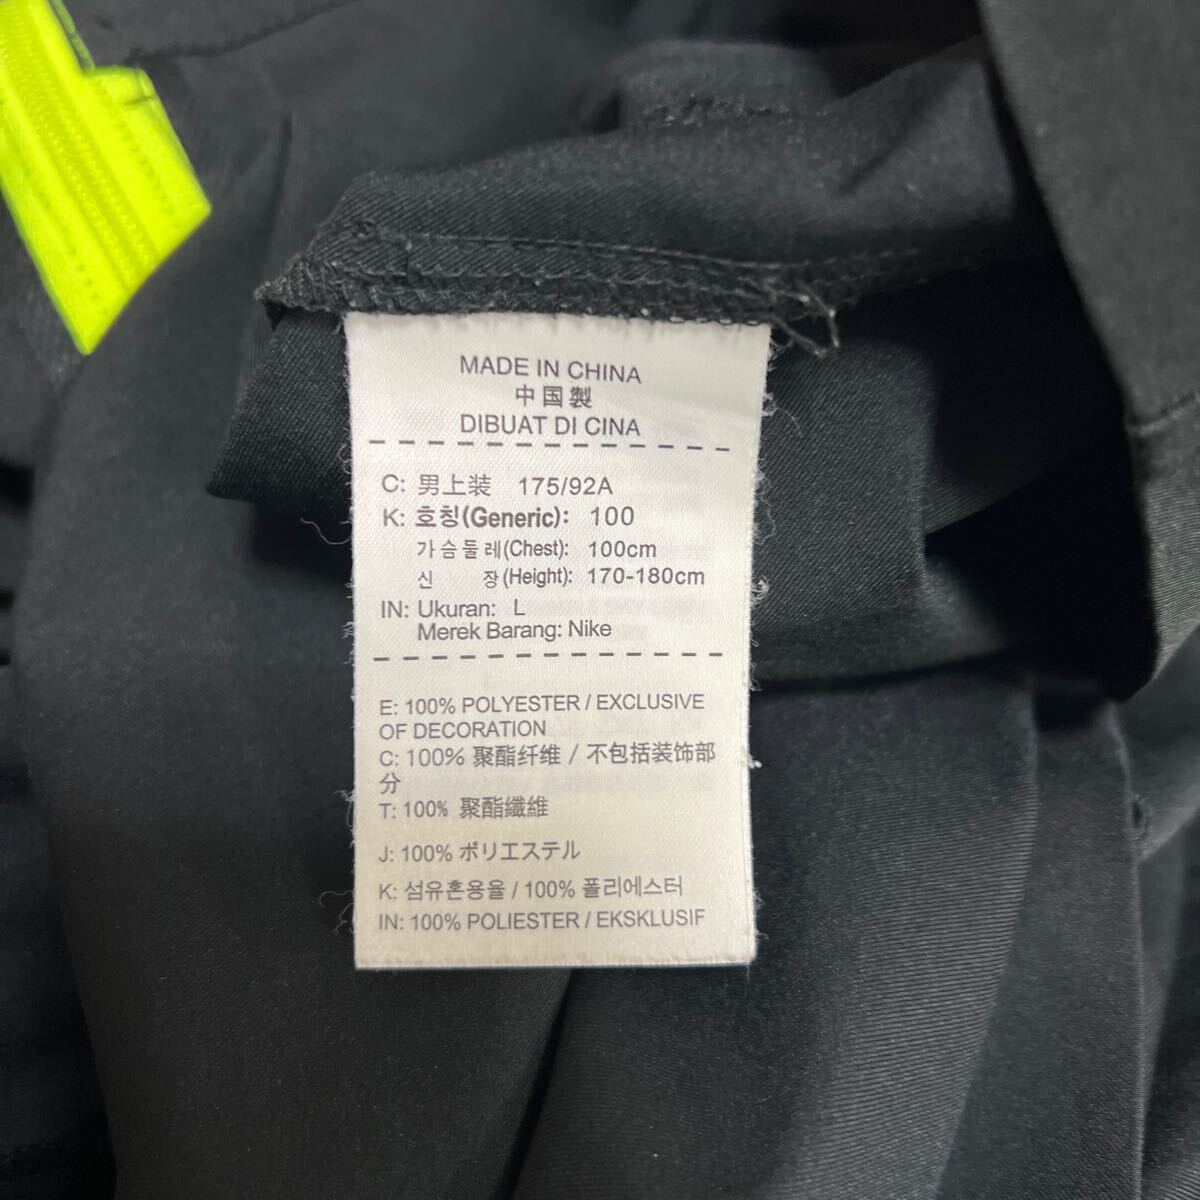 MADE IN CHINA
中国製
DIBUAT DI CINA
C: 男上装 175/92A
K: 호칭(Generic): 100
가슴둘레(Chest): 100cm
신 장(Height): 170-180cm
IN: Ukuran: L
Merek Barang: Nike
E: 100% POLYESTER / EXCLUSIVE
OF DECORATION
C: 100% 聚酯纤维 / 不包括装饰部
分
T: 100% 聚酯纖維
J: 100% ポリエステル
K: 섬유혼용율 / 100% 폴리에스터
IN: 100% POLIESTER / EKSKLUSIF